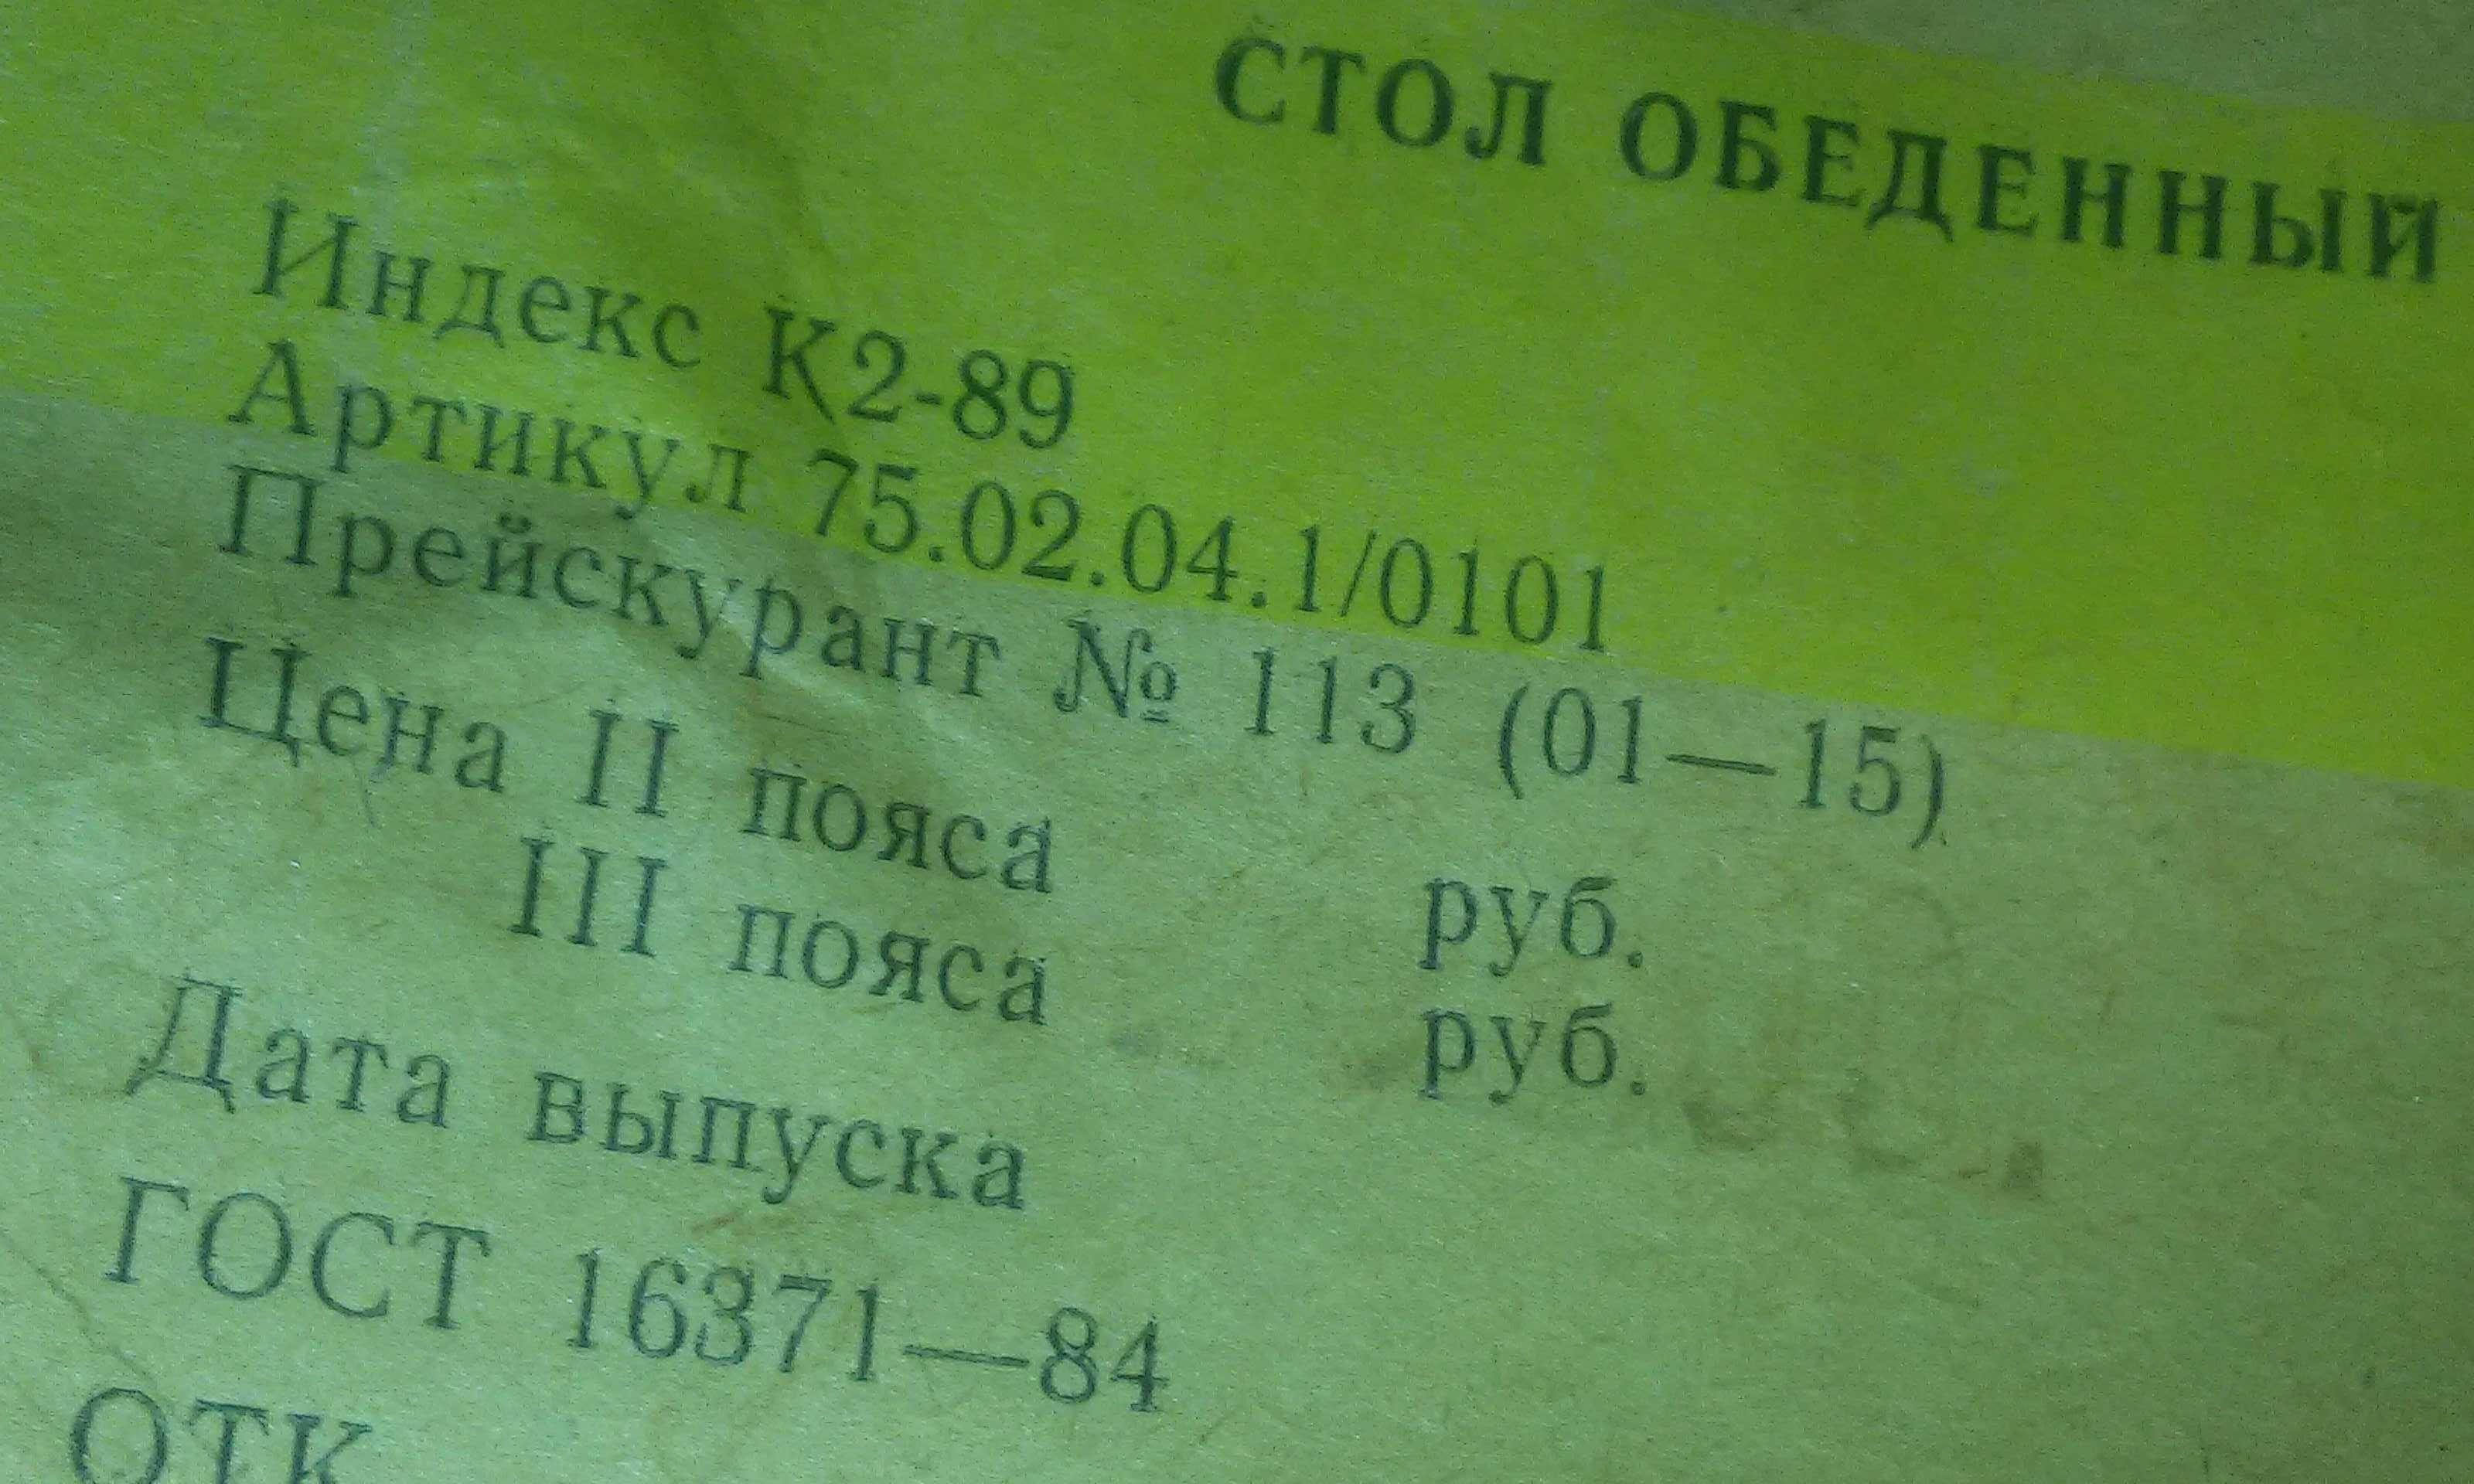 СТОЛ ОБЕДЕННЫЙ
Индекс К2-89
Артикул 75.02.04.1/0101
Прейскурант № 113 (01—15)
Цена II пояса руб.
III пояса руб.
Дата выпуска
ГОСТ 16371—84
ОТК